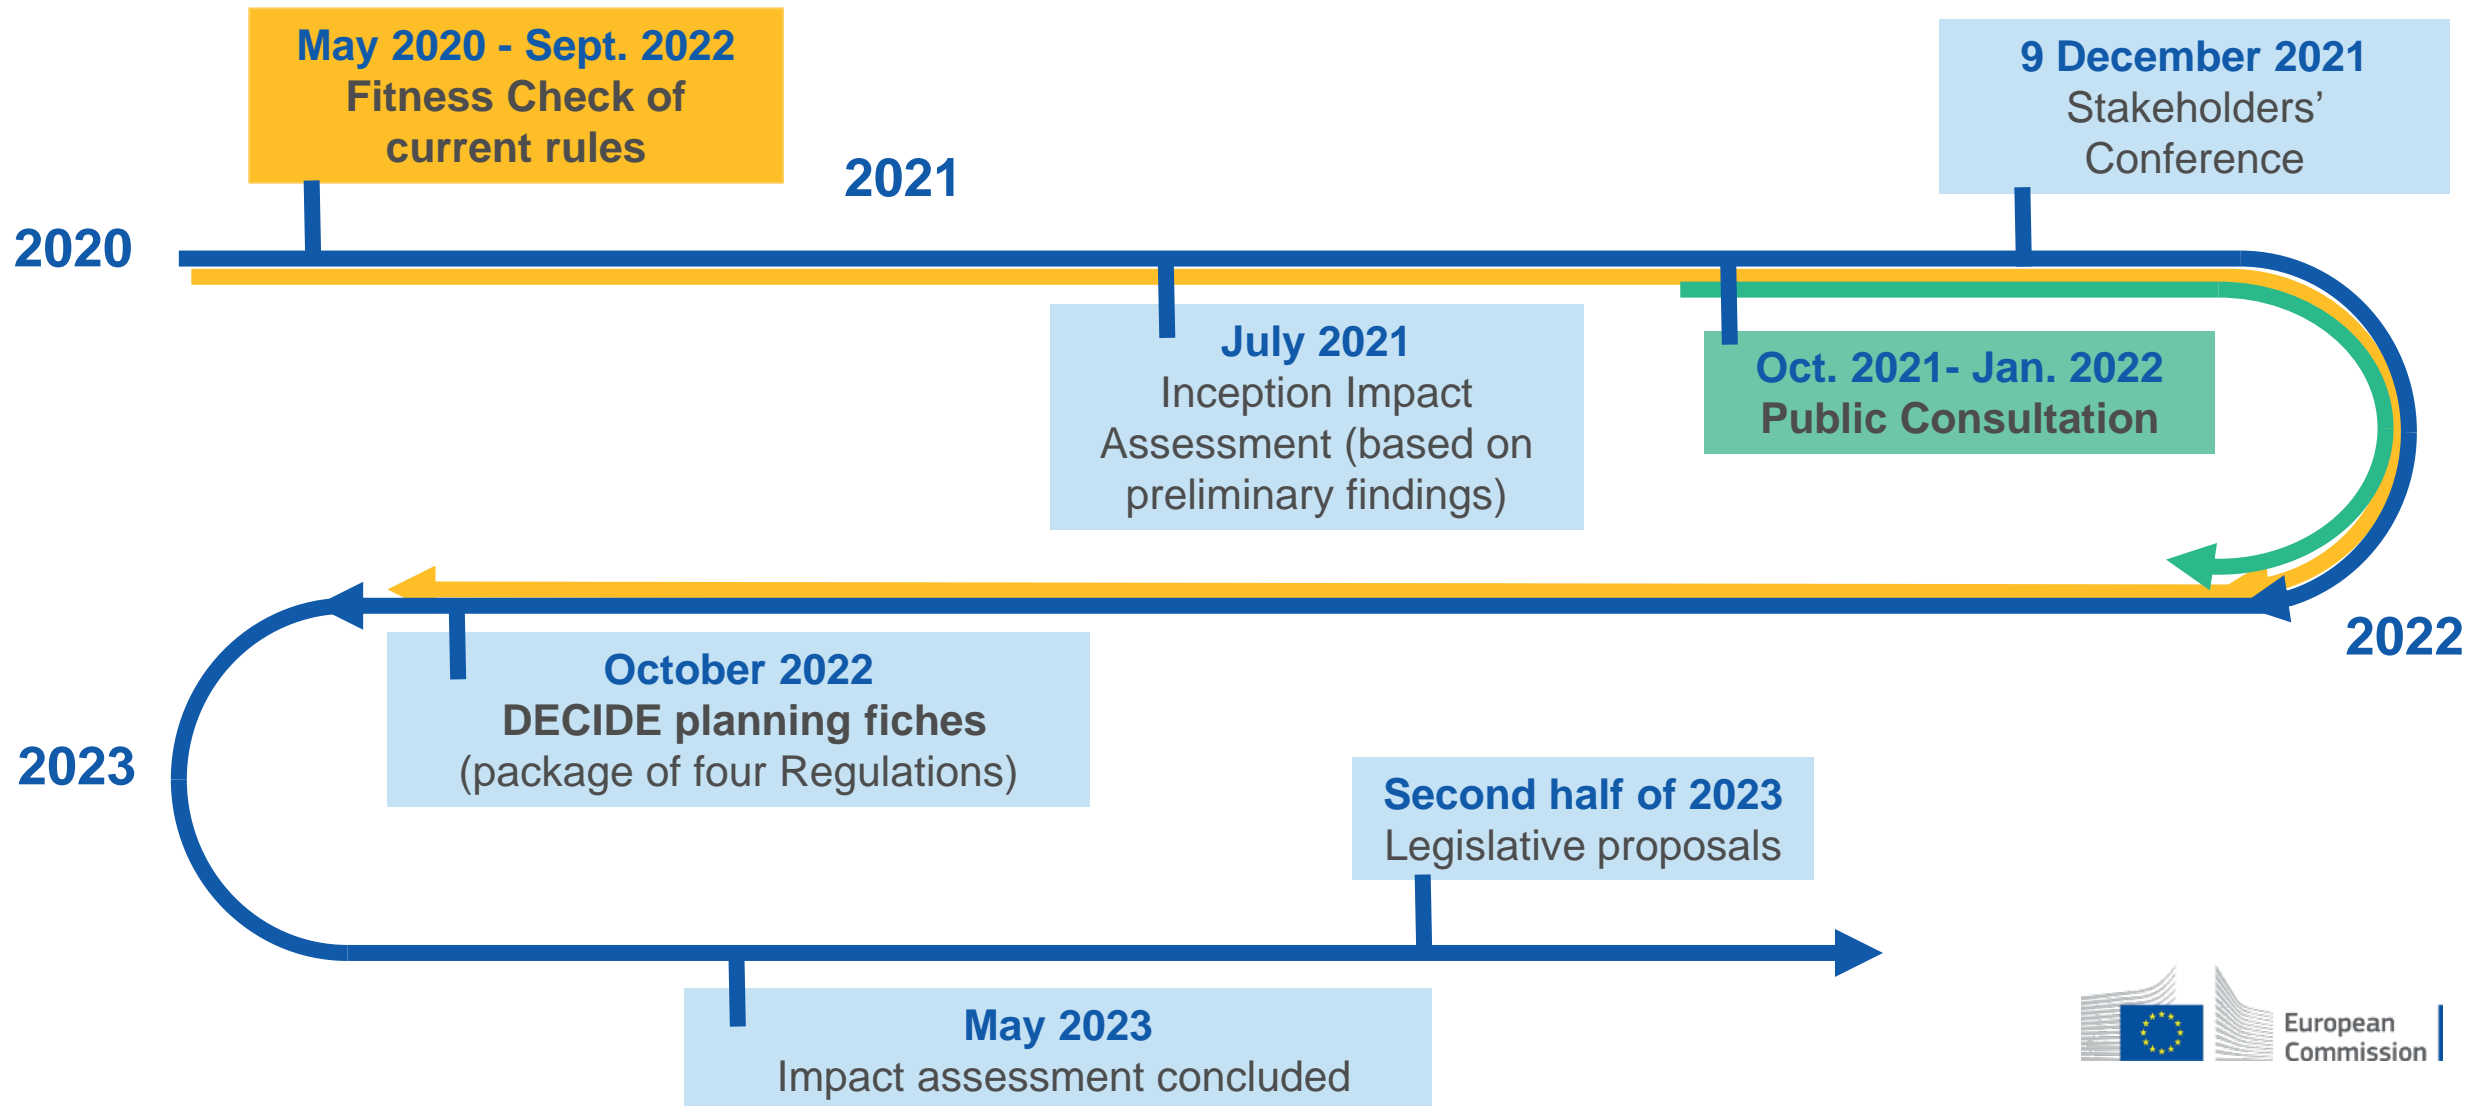 May 2020 - Sept. 2022
Fitness Check of
current rules
9 December 2021
Stakeholders’
Conference
2021
2020
July 2021
Inception Impact
Assessment (based on
preliminary findings)
Oct. 2021- Jan. 2022
Public Consultation
2022
October 2022
DECIDE planning fiches
(package of four Regulations)
2023
Second half of 2023
Legislative proposals
May 2023
Impact assessment concluded
European
Commission